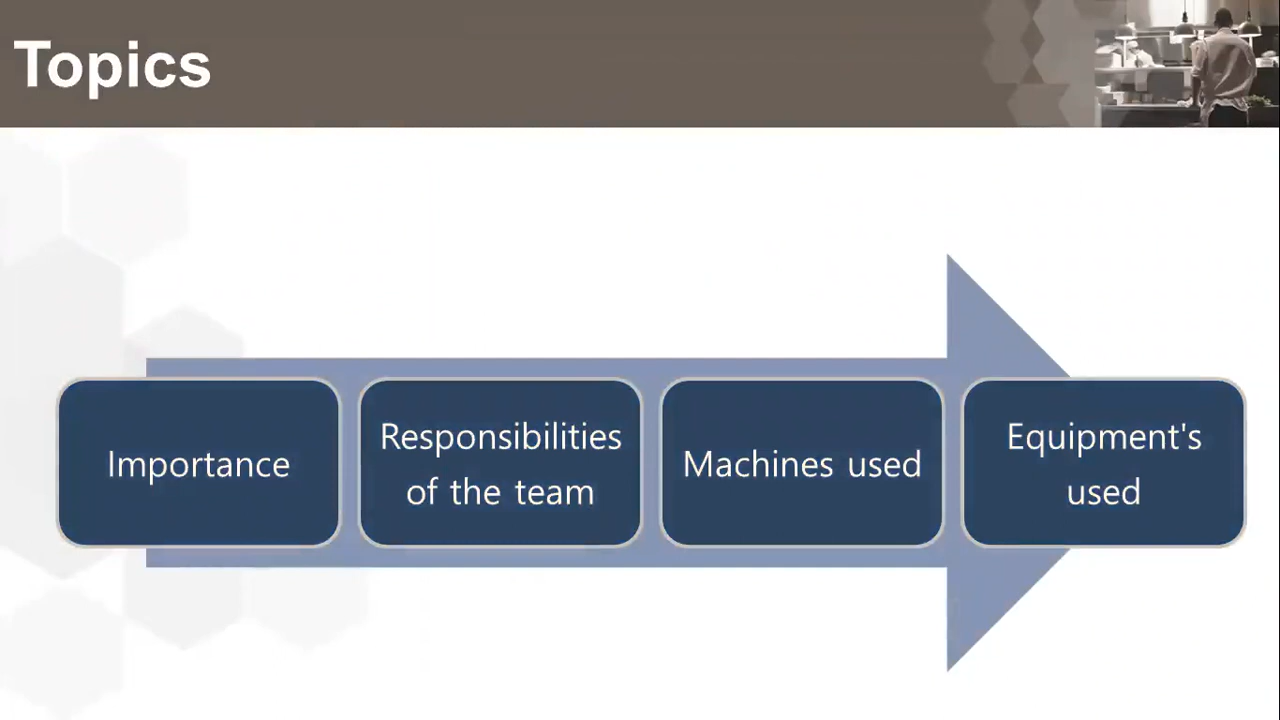 Topics
Importance
Responsibilities
of the team
Machines used
Equipment's
used